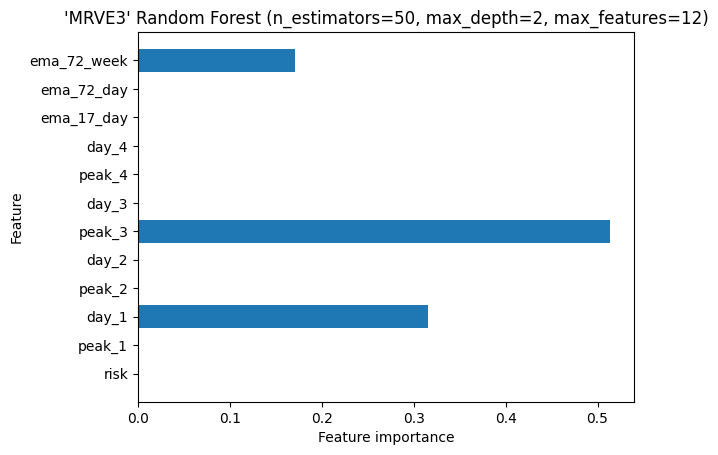 'MRVE3' Random Forest (n_estimators=50, max_depth=2, max_features=12)
ema_72_week
ema_72_day
ema_17_day
day_4
peak_4
day_3
peak_3
day_2
peak_2
day_1
peak_1
risk
Feature
0.0 0.1 0.2 0.3 0.4 0.5
Feature importance